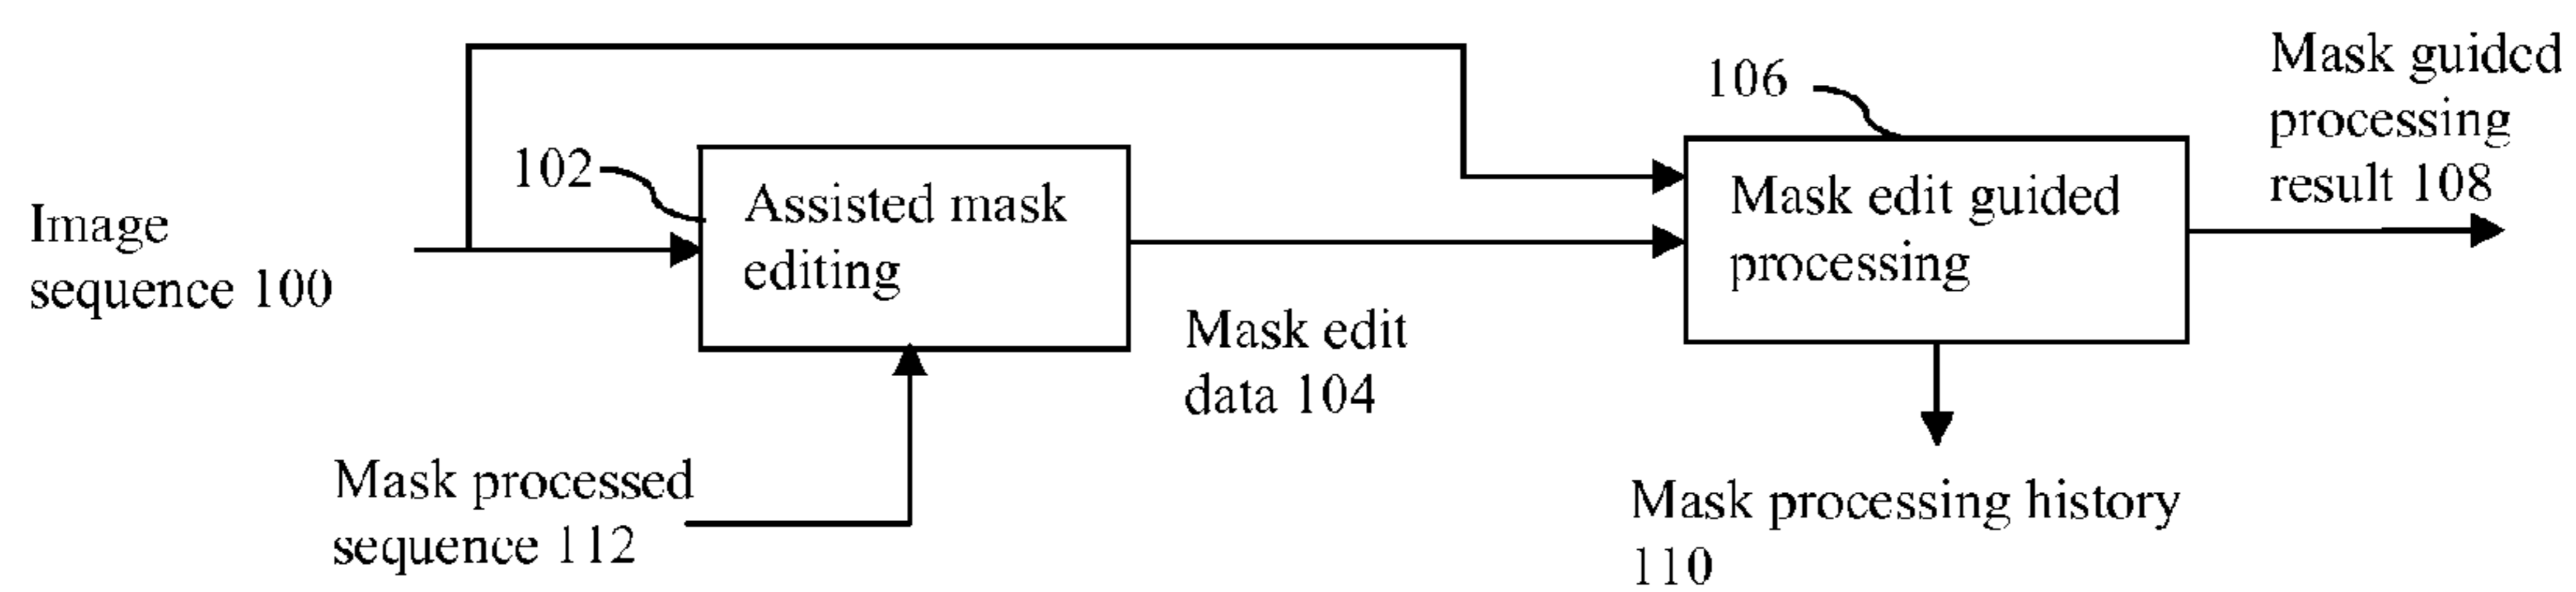 Image
sequence 100
102
Assisted mask
editing
Mask processed
sequence 112
Mask edit
data 104
106
Mask edit guided
processing
Mask guided
processing
result 108
Mask processing history
110